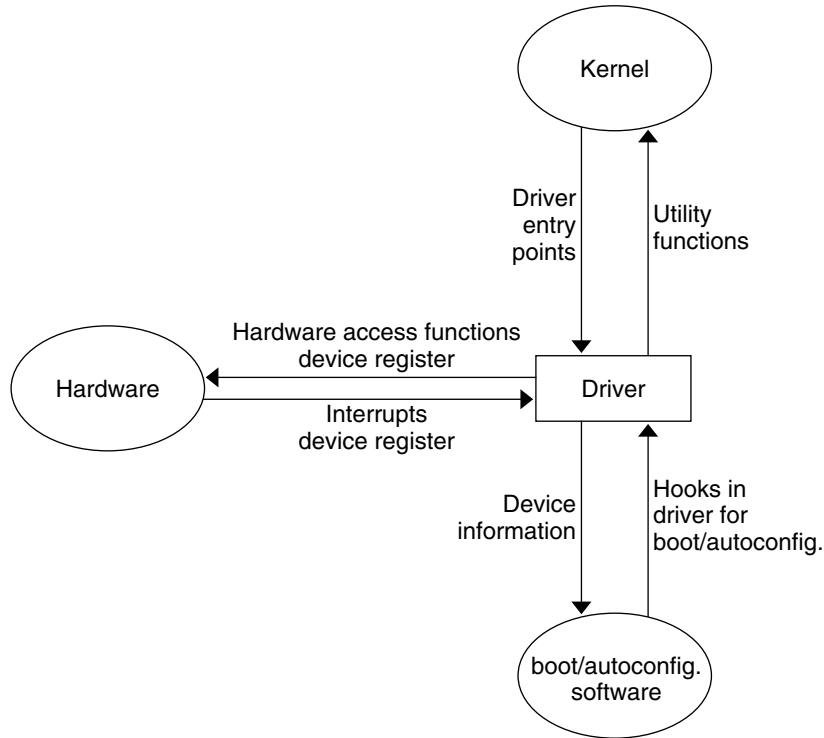 Kernel
Driver
entry
points
Utility
functions
Hardware access functions
device register
Hardware
Driver
Interrupts
device register
Device
information
Hooks in
driver for
boot/autoconfig.
boot/autoconfig.
software